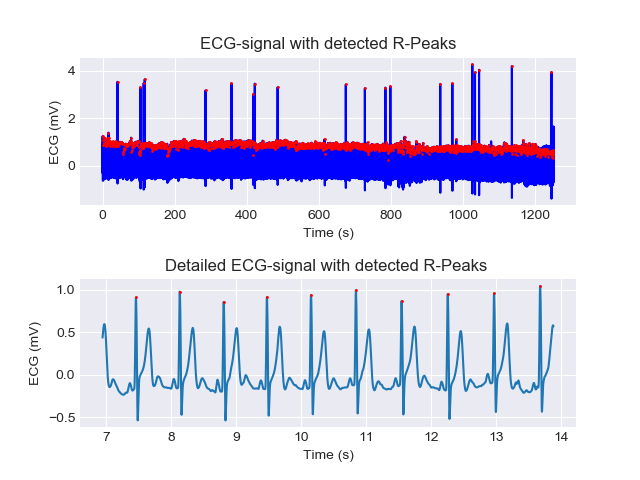 ECG-signal with detected R-Peaks
4
2
0
ECG (mV)
0 200 400 600 800 1000 1200
Time (s)
Detailed ECG-signal with detected R-Peaks
1.0
0.5
0.0
−0.5
ECG (mV)
7 8 9 10 11 12 13 14
Time (s)